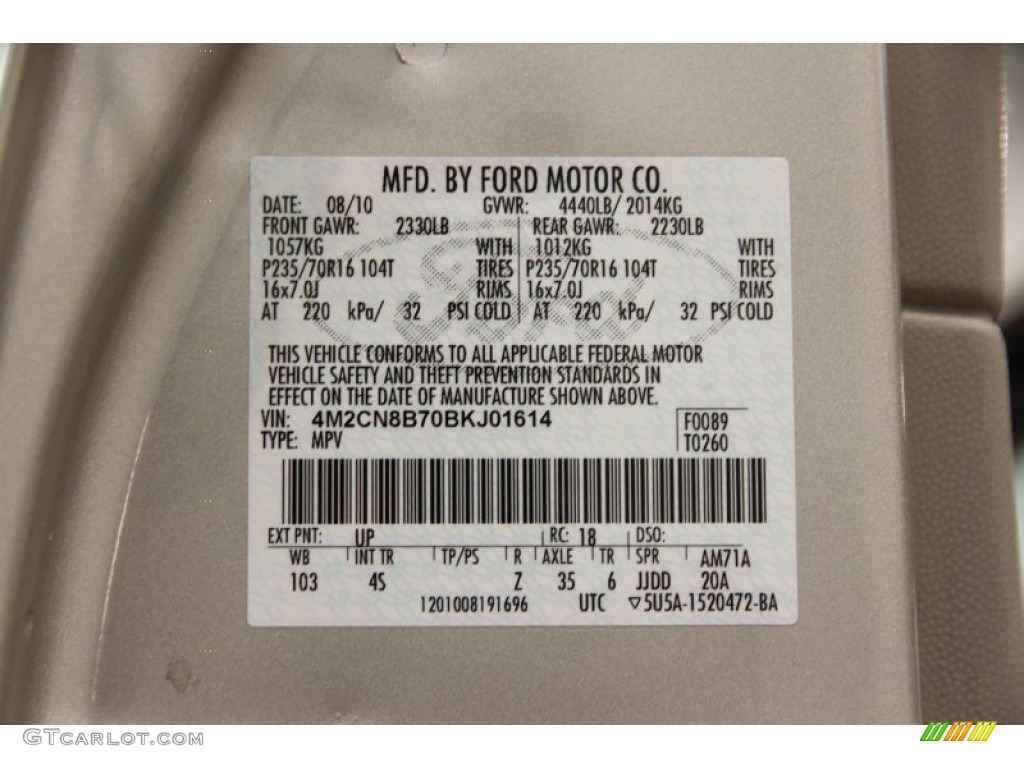 MFD. BY FORD MOTOR CO.
DATE: 08/10 GVWR: 4440LB/ 2014KG
FRONT GAWR: 2330LB REAR GAWR: 2230LB
1057KG WITH 1012KG WITH
P235/70R16 104T TIRES P235/70R16 104T TIRES
16x7.0J RIMS 16x7.0J RIMS
AT 220 kPa/ 32 PSI COLD AT 220 kPa/ 32 PSI COLD
THIS VEHICLE CONFORMS TO ALL APPLICABLE FEDERAL MOTOR
VEHICLE SAFETY AND THEFT PREVENTION STANDARDS IN
EFFECT ON THE DATE OF MANUFACTURE SHOWN ABOVE.
VIN: 4M2CN8B70BKJ01614 F0089
TYPE: MPV T0260
EXT PNT: UP RC: 18 DSO:
WB INT TR TP/PS R AXLE TR SPR AM71A
103 4S Z 35 6 JJDD 20A
1201008191696 UTC ▽5U5A-1520472-BA
GTCARLOT.COM